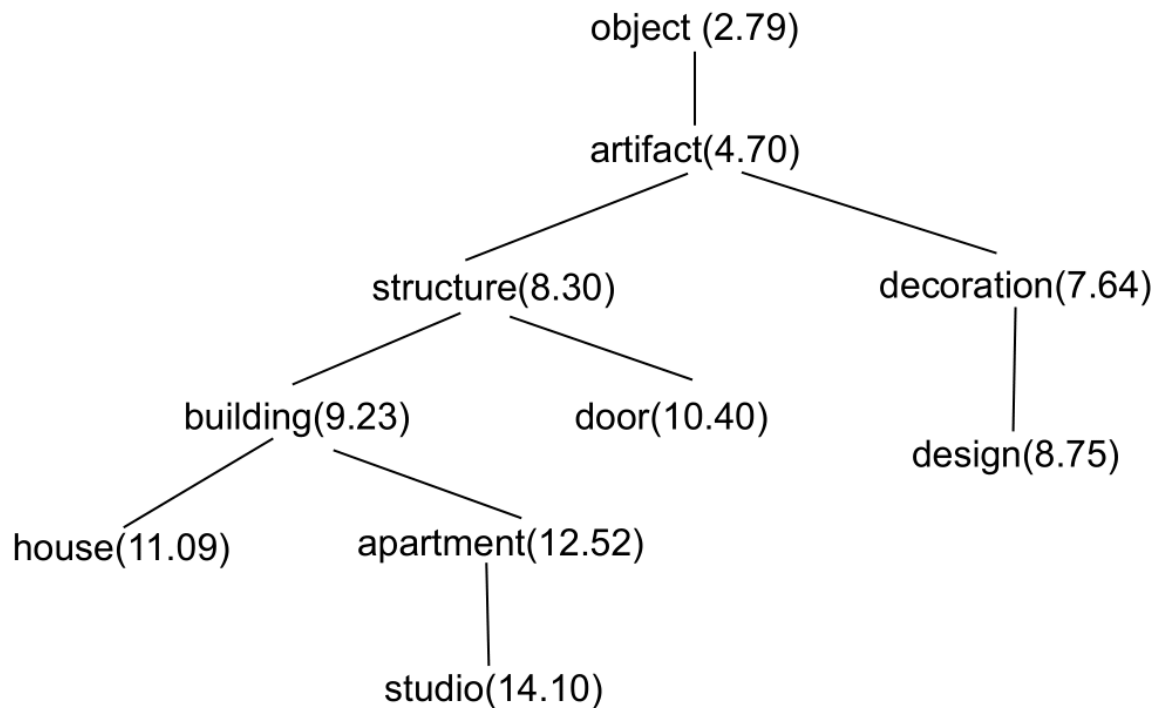 object (2.79)
artifact(4.70)
structure(8.30)
decoration(7.64)
building(9.23)
door(10.40)
design(8.75)
house(11.09)
apartment(12.52)
studio(14.10)